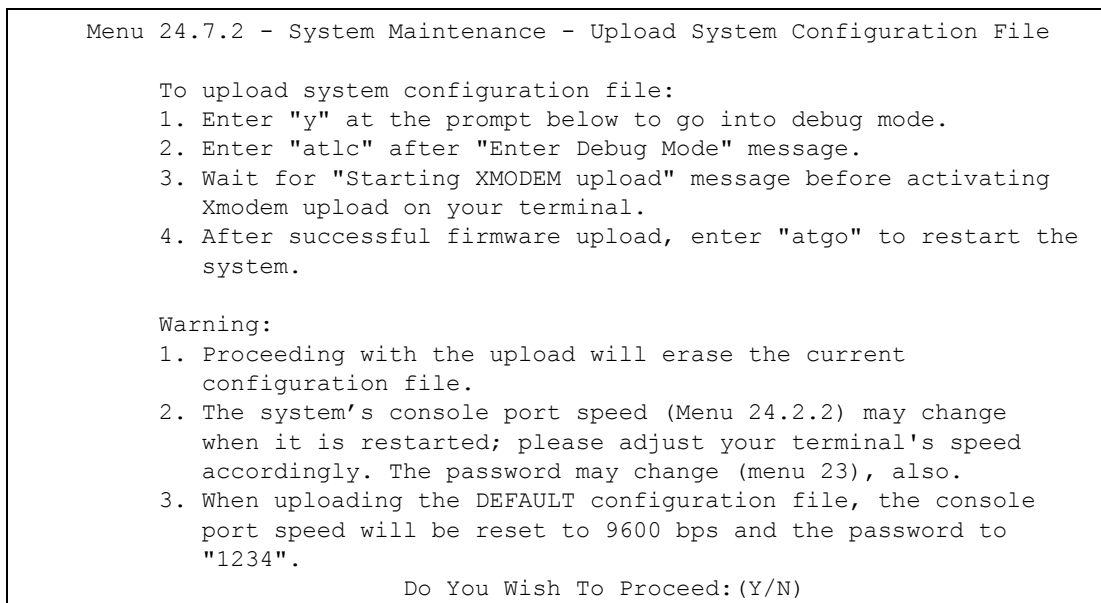 Menu 24.7.2 - System Maintenance - Upload System Configuration File
To upload system configuration file:
1. Enter "y" at the prompt below to go into debug mode.
2. Enter "atlc" after "Enter Debug Mode" message.
3. Wait for "Starting XMODEM upload" message before activating
Xmodem upload on your terminal.
4. After successful firmware upload, enter "atgo" to restart the
system.
Warning:
1. Proceeding with the upload will erase the current
configuration file.
2. The system’s console port speed (Menu 24.2.2) may change
when it is restarted; please adjust your terminal's speed
accordingly. The password may change (menu 23), also.
3. When uploading the DEFAULT configuration file, the console
port speed will be reset to 9600 bps and the password to
"1234".
Do You Wish To Proceed:(Y/N)